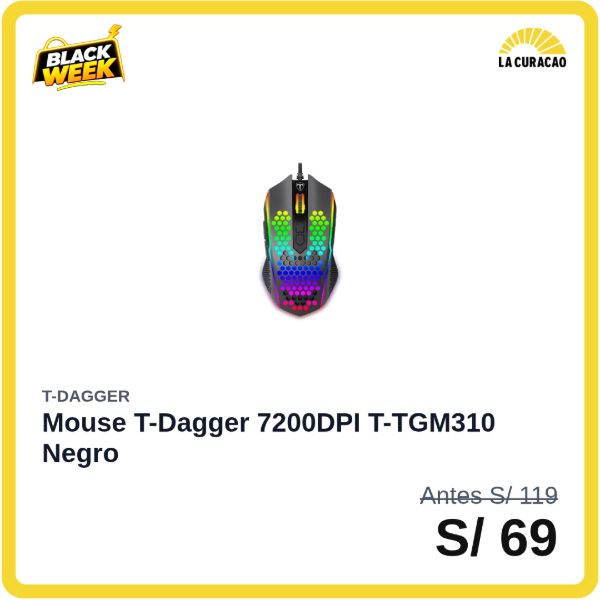 BLACK
WEEK
LA CURACAO
T-DAGGER
Mouse T-Dagger 7200DPI T-TGM310
Negro
Antes S/ 119
S/ 69